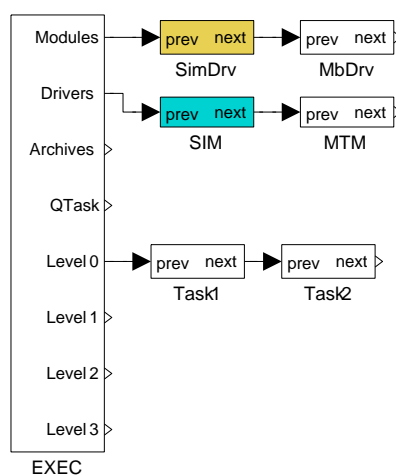 Modules
prev next
prev next
SimDrv
MbDrv
Drivers
prev next
prev next
SIM
MTM
Archives
QTask
Level 0
prev next
prev next
Task1
Task2
Level 1
Level 2
Level 3
EXEC